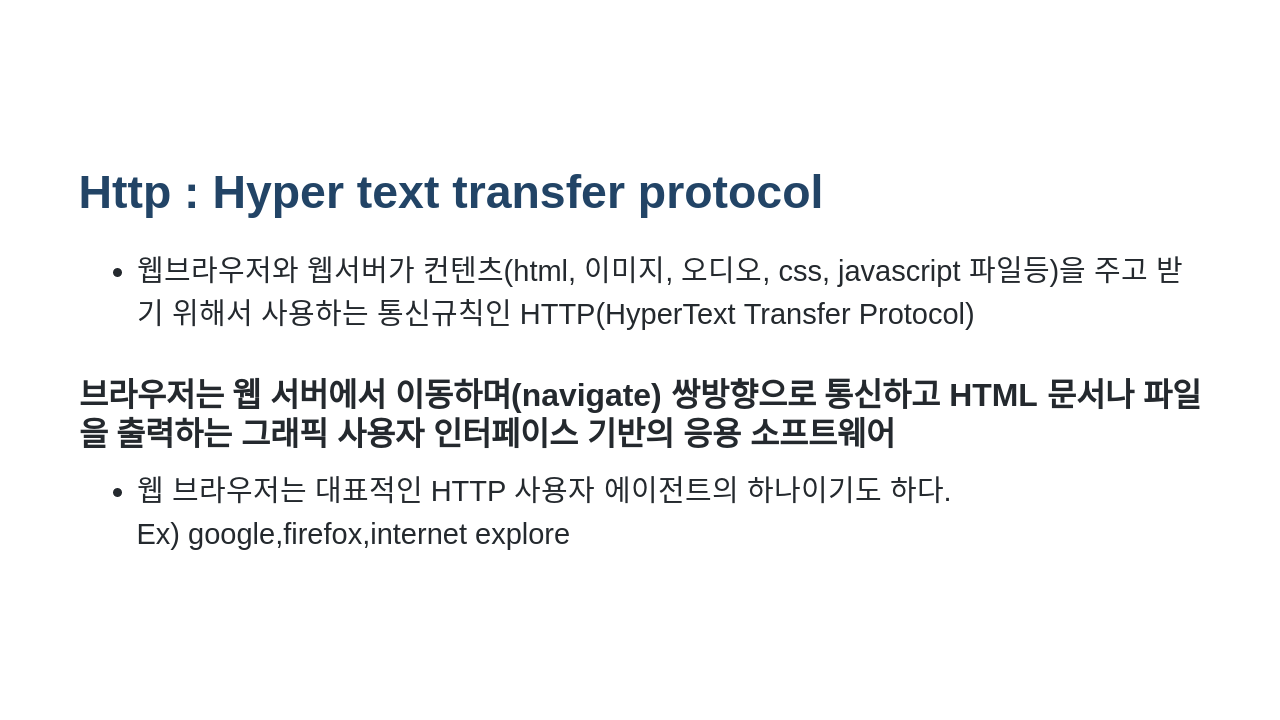 Http : Hyper text transfer protocol
웹브라우저와 웹서버가 컨텐츠(html, 이미지, 오디오, css, javascript 파일등)을 주고 받
기 위해서 사용하는 통신규칙인 HTTP(HyperText Transfer Protocol)
브라우저는 웹 서버에서 이동하며(navigate) 쌍방향으로 통신하고 HTML 문서나 파일
을 출력하는 그래픽 사용자 인터페이스 기반의 응용 소프트웨어
웹 브라우저는 대표적인 HTTP 사용자 에이전트의 하나이기도 하다.
Ex) google,firefox,internet explore